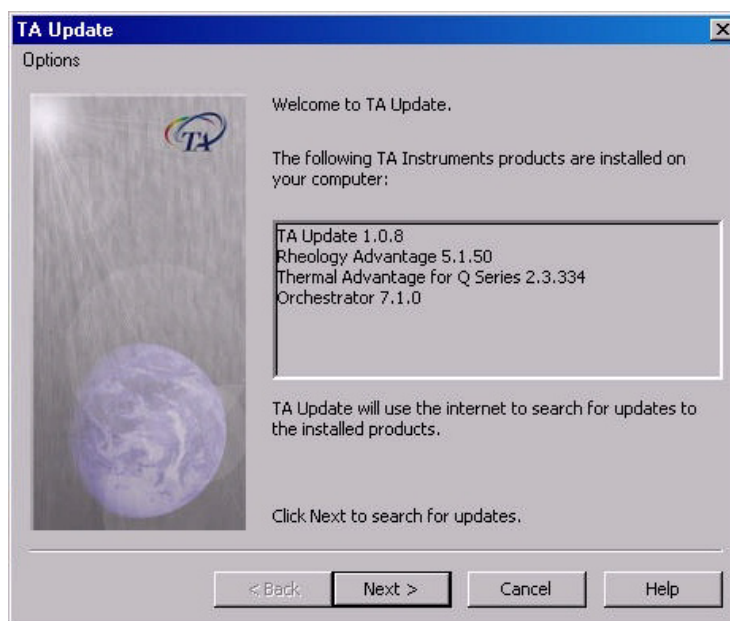 TA Update
Options
TA
Welcome to TA Update.
The following TA Instruments products are installed on
your computer:
TA Update 1.0.8
Rheology Advantage 5.1.50
Thermal Advantage for Q Series 2.3.334
Orchestrator 7.1.0
TA Update will use the internet to search for updates to
the installed products.
Click Next to search for updates.
< Back
Next >
Cancel
Help